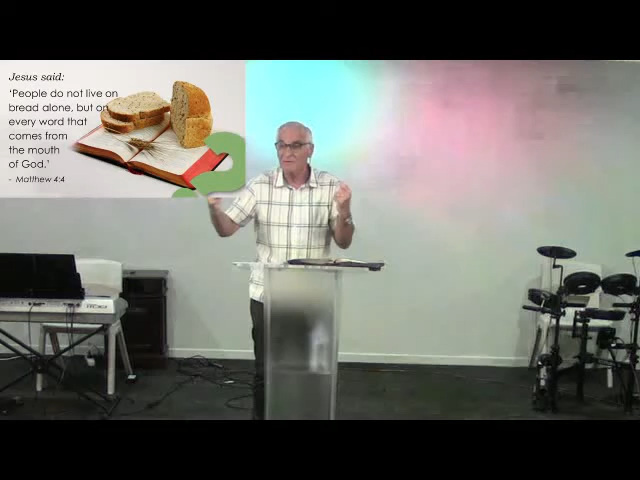 Jesus said:
‘People do not live on
bread alone, but on
every word that
comes from
the mouth
of God.’
- Matthew 4:4